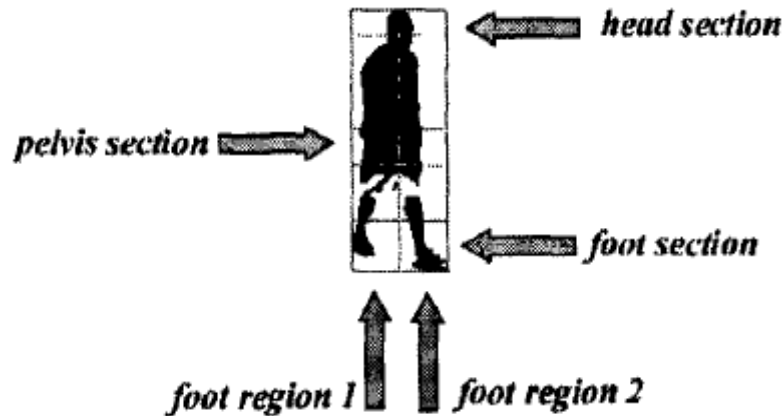 head section
pelvis section
foot section
foot region 1
foot region 2